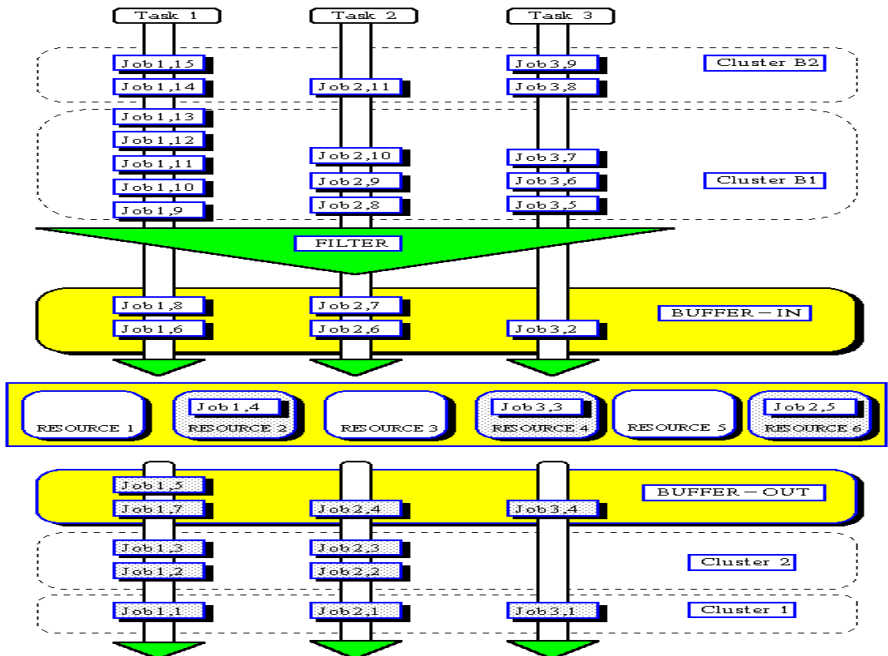 Task 1
Task 2
Task 3
Job1,15
Job3,9
Cluster B2
Job1,14
Job2,11
Job3,8
Job1,13
Job1,12
Job2,10
Job3,7
Job1,11
Job2,9
Job3,6
Cluster B1
Job1,10
Job2,8
Job3,5
Job1,9
FILTER
Job1,8
Job2,7
BUFFER-IN
Job1,6
Job2,6
Job3,2
Job1,4
Job3,3
Job2,5
RESOURCE 1
RESOURCE 2
RESOURCE 3
RESOURCE 4
RESOURCE 5
RESOURCE 6
Job1,5
BUFFER-OUT
Job1,7
Job2,4
Job3,4
Job1,3
Job2,3
Cluster 2
Job1,2
Job2,2
Job1,1
Job2,1
Job3,1
Cluster 1